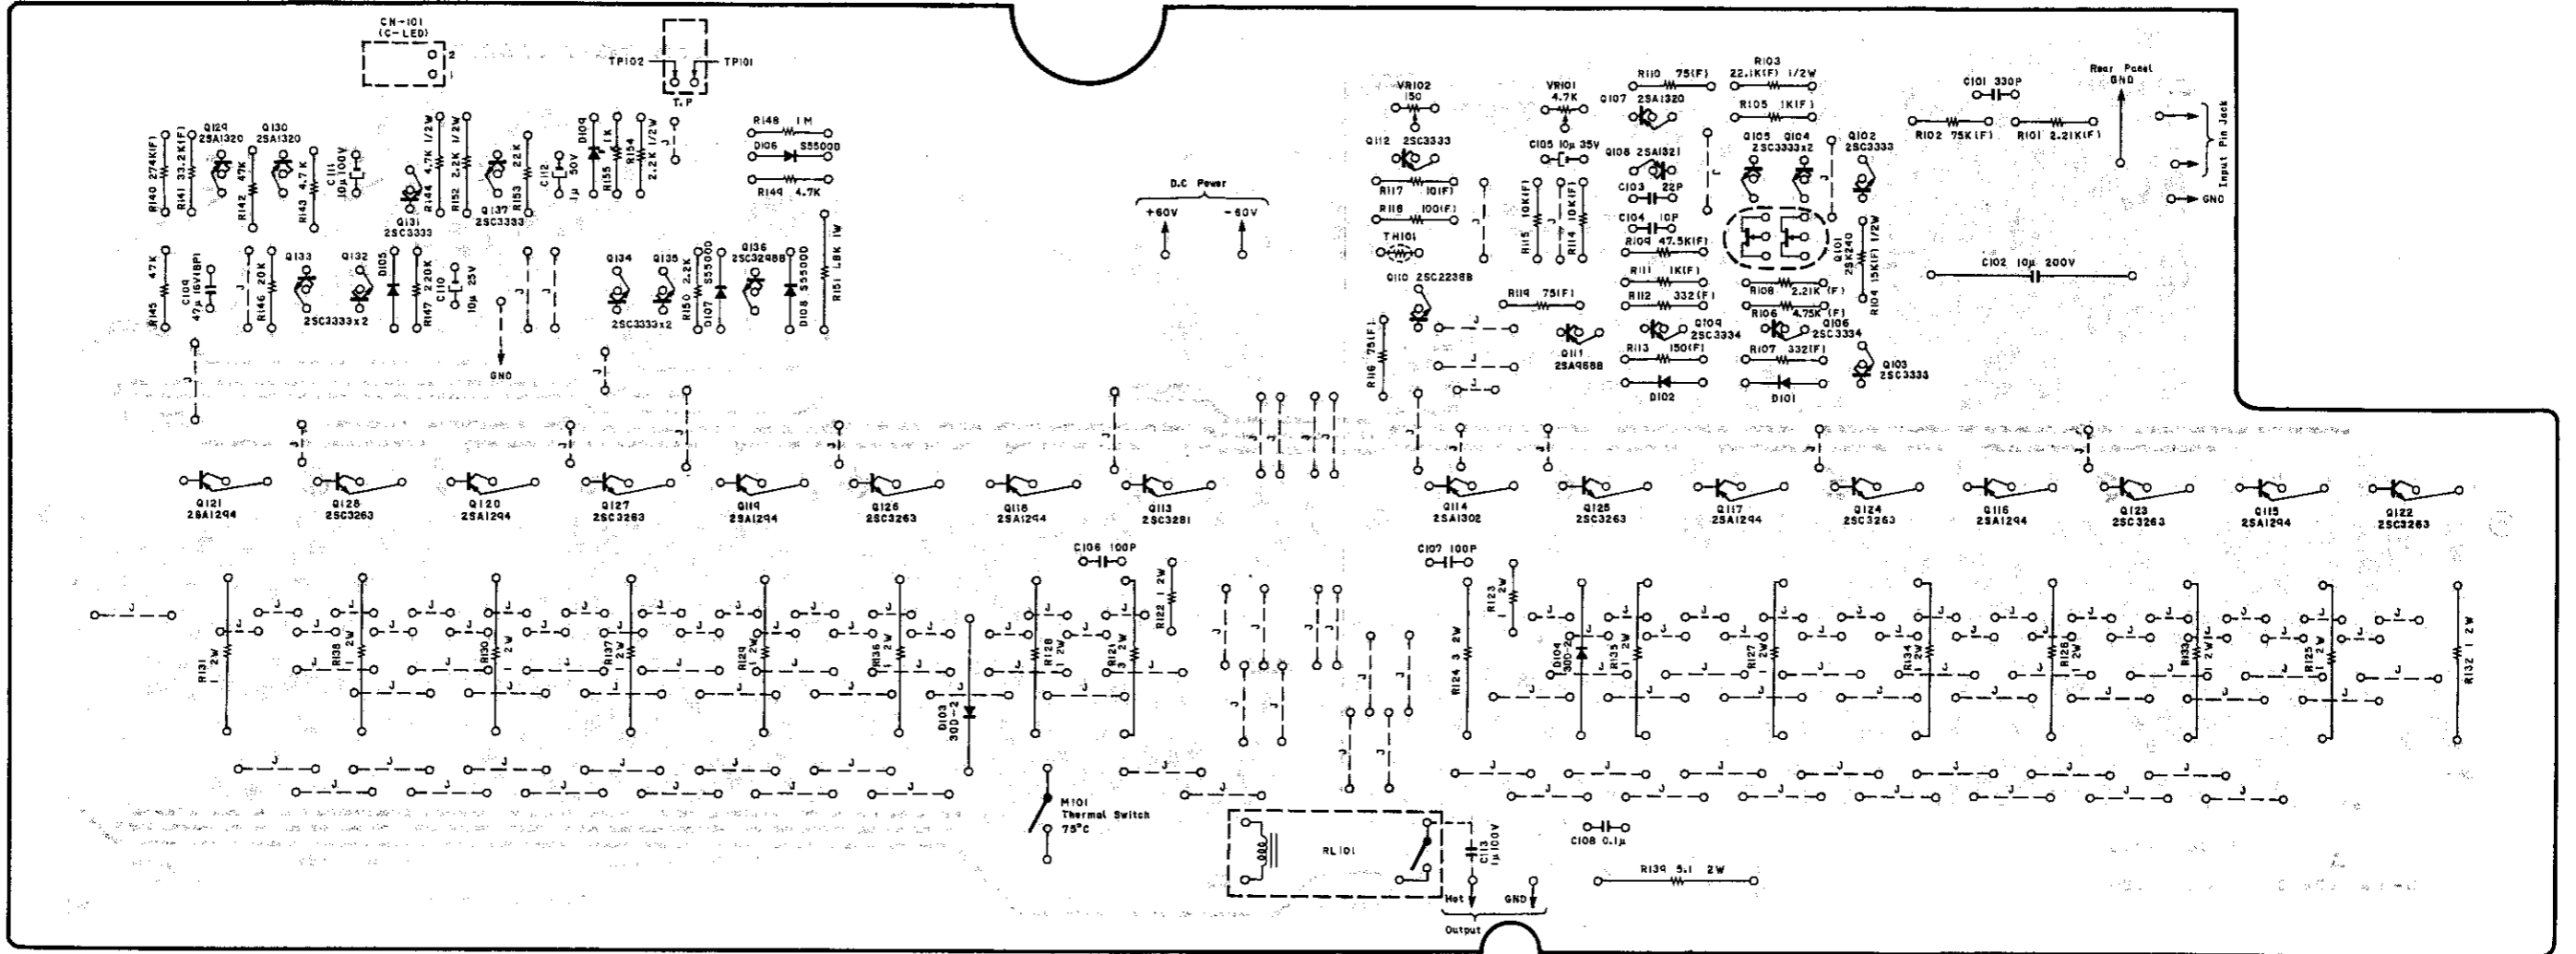 CN-101
(C-LED)
2
1
TP102
TP101
T.P
R140 274K(F)
R141 33.2K(F)
Q129
2SA1320
R142 47K
Q130
2SA1320
R143 4.7K
C111
10μ 100V
Q131
2SC3333
R144 4.7K 1/2W
R152 2.2K 1/2W
Q137
2SC3333
R153 22K
C112
1μ 50V
D109
R155 1K
R154
2.2K 1/2W
J
R148 1M
D106 S5500D
R149 4.7K
R145 47K
C109
47μ 16V(BP)
J
R146 20K
Q133
Q132
2SC3333x2
D105
R147 220K
C110
10μ 25V
GND
J
J
Q134
Q135
2SC3333x2
R150 2.2K
D107 S5500D
Q136
2SC3298B
D108 S5500D
R151 1.8K 1W
D.C Power
+60V
-60V
VR102
150
Q112 2SC3333
R117 10(F)
R118 100(F)
TH101
Q110 2SC2238B
R116 75(F)
VR101
4.7K
C105 10μ 35V
R115 10K(F)
J
R114 10K(F)
R119 75(F)
Q111
2SA968B
R110 75(F)
Q107 2SA1320
Q108 2SA1321
C103 22P
C104 10P
R109 47.5K(F)
R111 1K(F)
R112 332(F)
Q109
2SC3334
R113 150(F)
D102
R103
22.1K(F) 1/2W
R105 1K(F)
Q105 Q104
2SC3333x2
Q102
2SC3333
Q101
2SK240
R104 15K(F) 1/2W
R108 2.21K (F)
R106 4.75K (F)
Q106
2SC3334
R107 332(F)
D101
Q103
2SC3333
C101 330P
R102 75K(F)
R101 2.21K(F)
C102 10μ 200V
Rear Panel
GND
Input Pin Jack
GND
Q121
2SA1294
Q128
2SC3263
Q120
2SA1294
Q127
2SC3263
Q119
2SA1294
Q126
2SC3263
Q118
2SA1294
Q113
2SC3281
Q114
2SA1302
Q125
2SC3263
Q117
2SA1294
Q124
2SC3263
Q116
2SA1294
Q123
2SC3263
Q115
2SA1294
Q122
2SC3263
C106 100P
C107 100P
R131
1 2W
R138
1 2W
R130
1 2W
R137
1 2W
R129
1 2W
R136
1 2W
D103
30D-2
R128
1 2W
R121
3 2W
R122 1 2W
R124 3 2W
R123
1 2W
D104
30D-2
R135
1 2W
R127
1 2W
R134
1 2W
R126
1 2W
R133
1 2W
R125
1 2W
R132 1 2W
M101
Thermal Switch
75°C
RL101
C113
1μ100V
C108 0.1μ
R139 5.1 2W
Hot
GND
Output